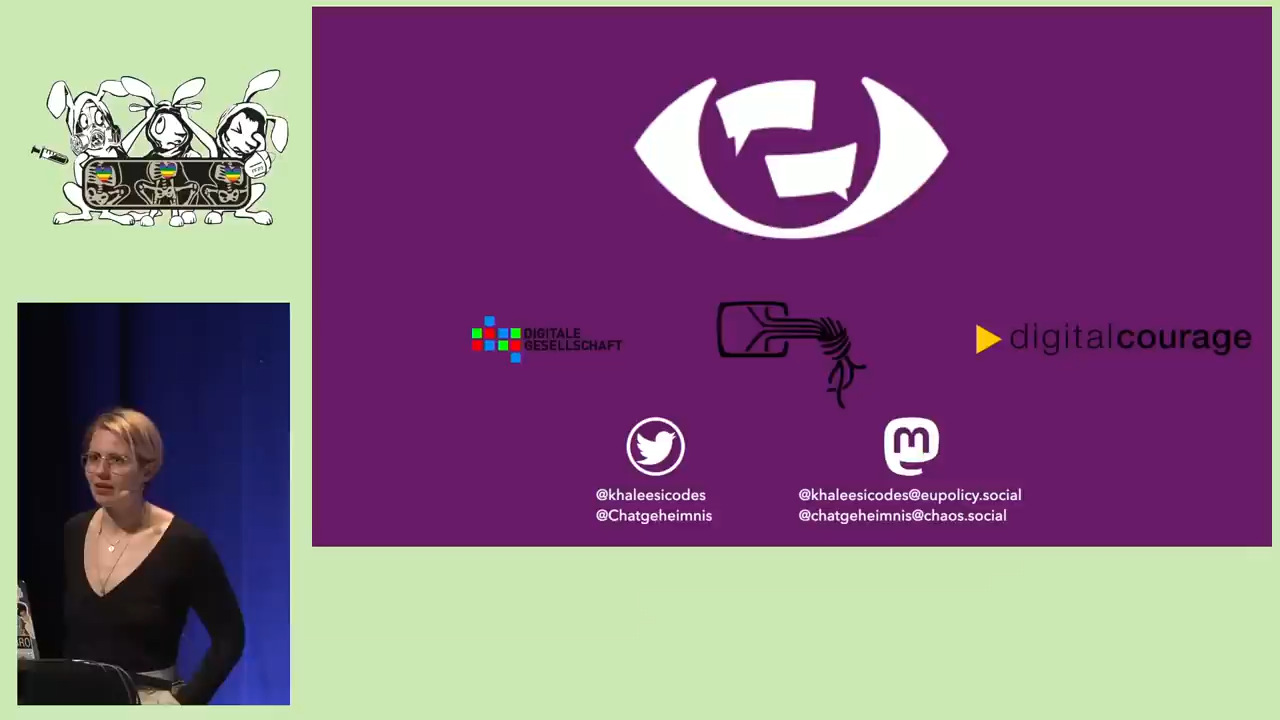 DIGITALE
GESELLSCHAFT
digitalcourage
@khaleesicodes
@Chatgeheimnis
@khaleesicodes@eupolicy.social
@chatgeheimnis@chaos.social